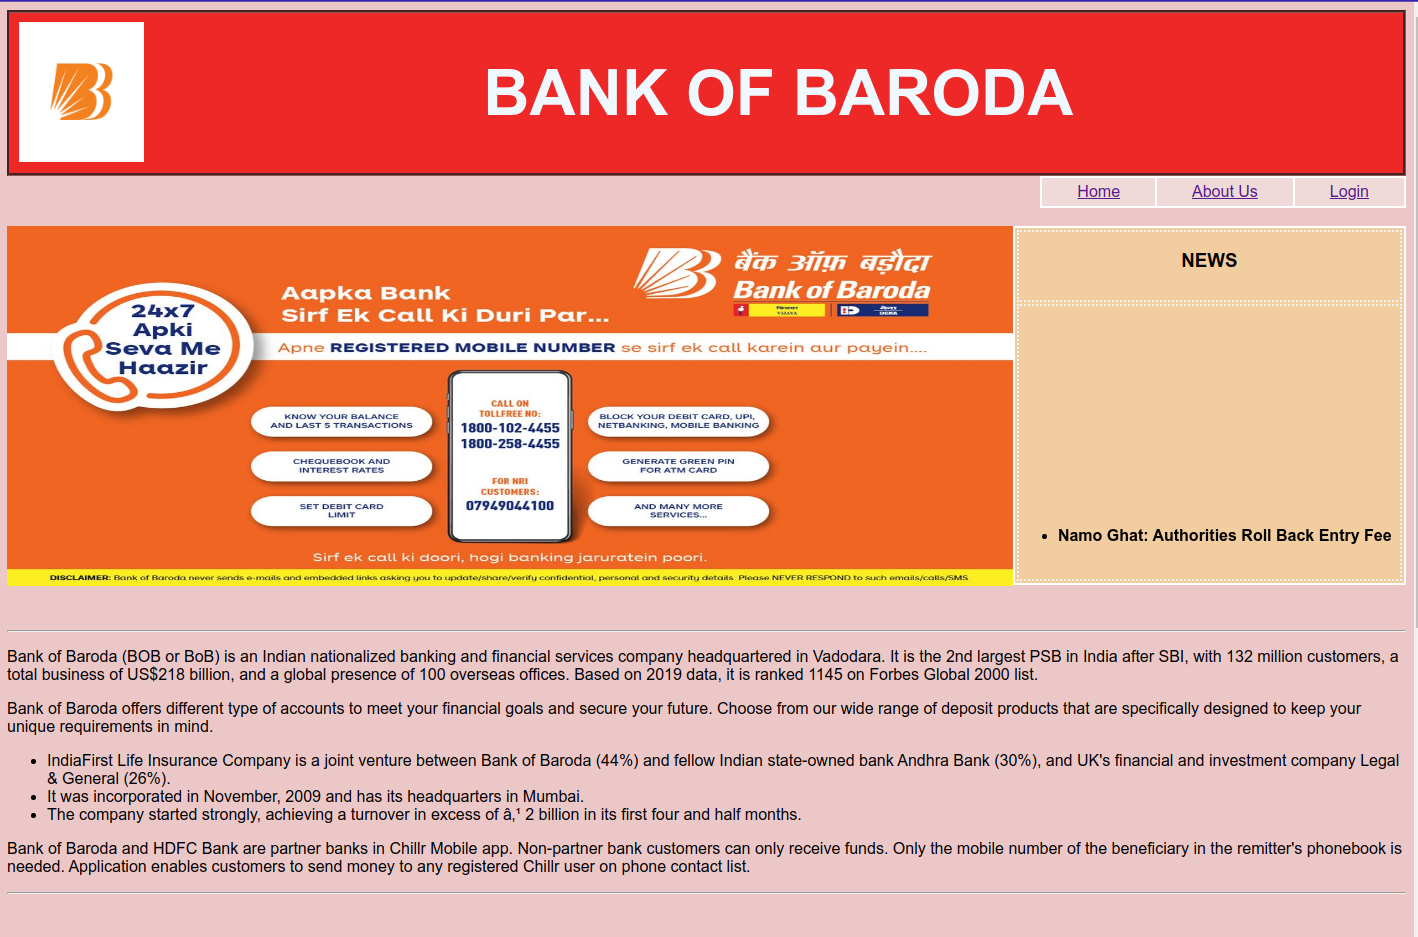 BANK OF BARODA
Home
About Us
Login
24x7
Apki
Seva Me
Haazir
Aapka Bank
Sirf Ek Call Ki Duri Par...
बैंक ऑफ़ बड़ौदा
Bank of Baroda
VIJAYA
DENA
Apne REGISTERED MOBILE NUMBER se sirf ek call karein aur payein....
KNOW YOUR BALANCE
AND LAST 5 TRANSACTIONS
CHEQUEBOOK AND
INTEREST RATES
SET DEBIT CARD
LIMIT
CALL ON
TOLLFREE NO:
1800-102-4455
1800-258-4455
FOR NRI
CUSTOMERS:
07949044100
BLOCK YOUR DEBIT CARD, UPI,
NETBANKING, MOBILE BANKING
GENERATE GREEN PIN
FOR ATM CARD
AND MANY MORE
SERVICES...
Sirf ek call ki doori, hogi banking jaruratein poori.
DISCLAIMER: Bank of Baroda never sends e-mails and embedded links asking you to update/share/verify confidential, personal and security details. Please NEVER RESPOND to such emails/calls/SMS.
NEWS
• Namo Ghat: Authorities Roll Back Entry Fee
Bank of Baroda (BOB or BoB) is an Indian nationalized banking and financial services company headquartered in Vadodara. It is the 2nd largest PSB in India after SBI, with 132 million customers, a
total business of US$218 billion, and a global presence of 100 overseas offices. Based on 2019 data, it is ranked 1145 on Forbes Global 2000 list.
Bank of Baroda offers different type of accounts to meet your financial goals and secure your future. Choose from our wide range of deposit products that are specifically designed to keep your
unique requirements in mind.
• IndiaFirst Life Insurance Company is a joint venture between Bank of Baroda (44%) and fellow Indian state-owned bank Andhra Bank (30%), and UK's financial and investment company Legal
& General (26%).
• It was incorporated in November, 2009 and has its headquarters in Mumbai.
• The company started strongly, achieving a turnover in excess of â‚¹ 2 billion in its first four and half months.
Bank of Baroda and HDFC Bank are partner banks in Chillr Mobile app. Non-partner bank customers can only receive funds. Only the mobile number of the beneficiary in the remitter's phonebook is
needed. Application enables customers to send money to any registered Chillr user on phone contact list.